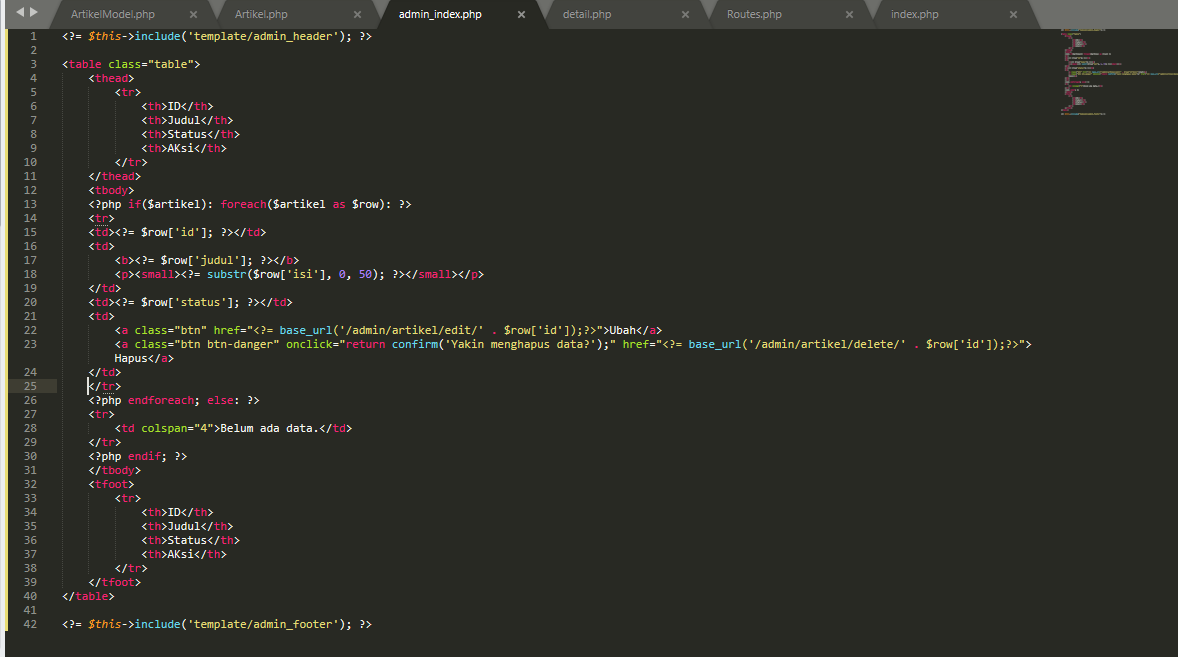 ArtikelModel.php × Artikel.php × admin_index.php × detail.php × Routes.php × index.php ×
1 <?= $this->include('template/admin_header'); ?>
2
3 <table class="table">
4 <thead>
5 <tr>
6 <th>ID</th>
7 <th>Judul</th>
8 <th>Status</th>
9 <th>AKsi</th>
10 </tr>
11 </thead>
12 <tbody>
13 <?php if($artikel): foreach($artikel as $row): ?>
14 <tr>
15 <td><?= $row['id']; ?></td>
16 <td>
17 <b><?= $row['judul']; ?></b>
18 <p><small><?= substr($row['isi'], 0, 50); ?></small></p>
19 </td>
20 <td><?= $row['status']; ?></td>
21 <td>
22 <a class="btn" href="<?= base_url('/admin/artikel/edit/' . $row['id']);?>">Ubah</a>
23 <a class="btn btn-danger" onclick="return confirm('Yakin menghapus data?');" href="<?= base_url('/admin/artikel/delete/' . $row['id']);?>">
Hapus</a>
24 </td>
25 </tr>
26 <?php endforeach; else: ?>
27 <tr>
28 <td colspan="4">Belum ada data.</td>
29 </tr>
30 <?php endif; ?>
31 </tbody>
32 <tfoot>
33 <tr>
34 <th>ID</th>
35 <th>Judul</th>
36 <th>Status</th>
37 <th>AKsi</th>
38 </tr>
39 </tfoot>
40 </table>
41
42 <?= $this->include('template/admin_footer'); ?>